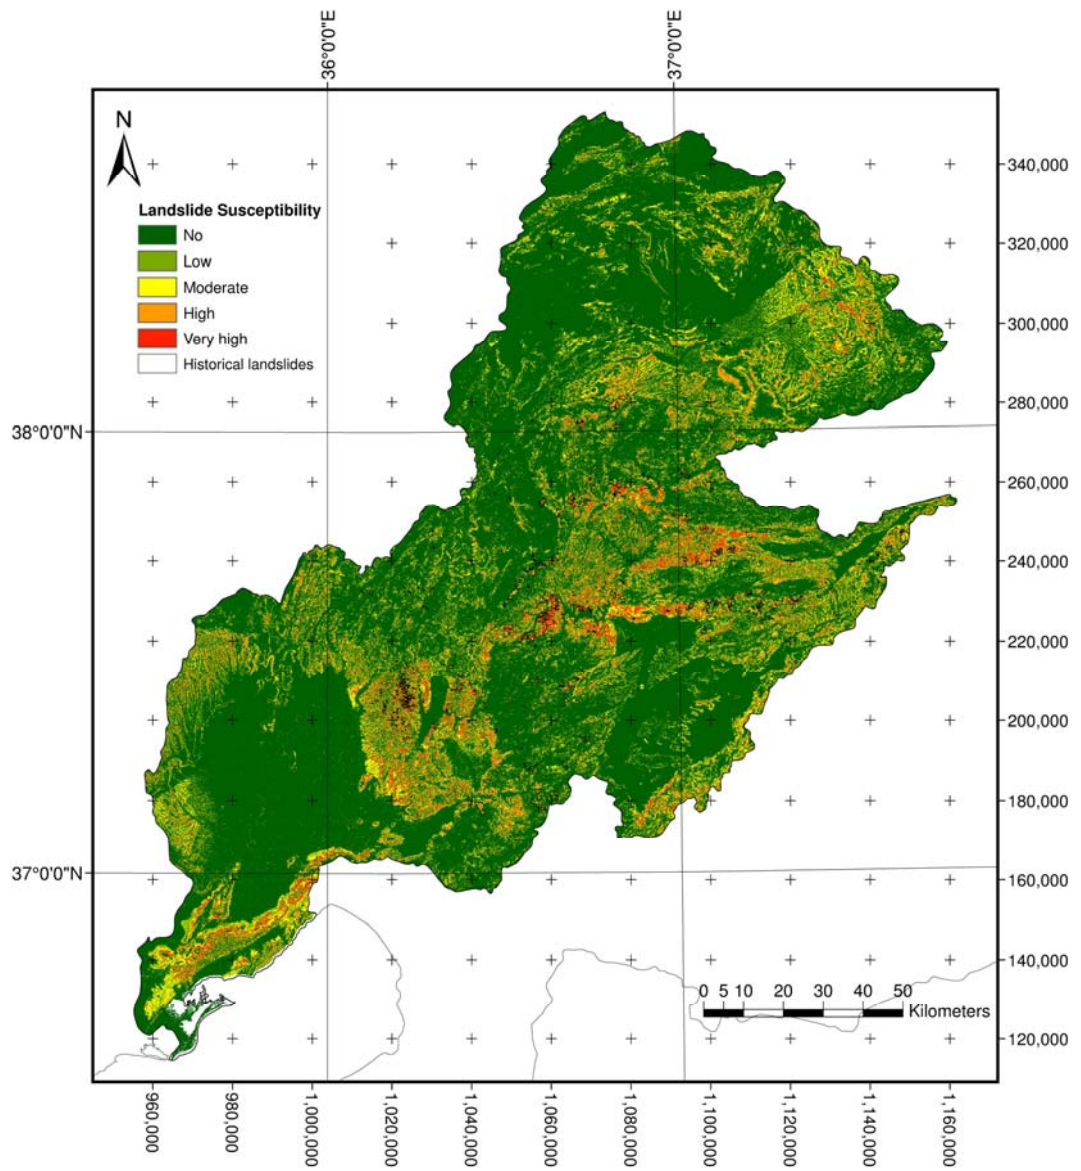 36°0'0"E
37°0'0"E
N
Landslide Susceptibility
No
Low
Moderate
High
Very high
Historical landslides
340,000
320,000
300,000
280,000
38°0'0"N
260,000
240,000
220,000
200,000
180,000
37°0'0"N
160,000
140,000
0 5 10 20 30 40 50
Kilometers
120,000
960,000
980,000
1,000,000
1,020,000
1,040,000
1,060,000
1,080,000
1,100,000
1,120,000
1,140,000
1,160,000